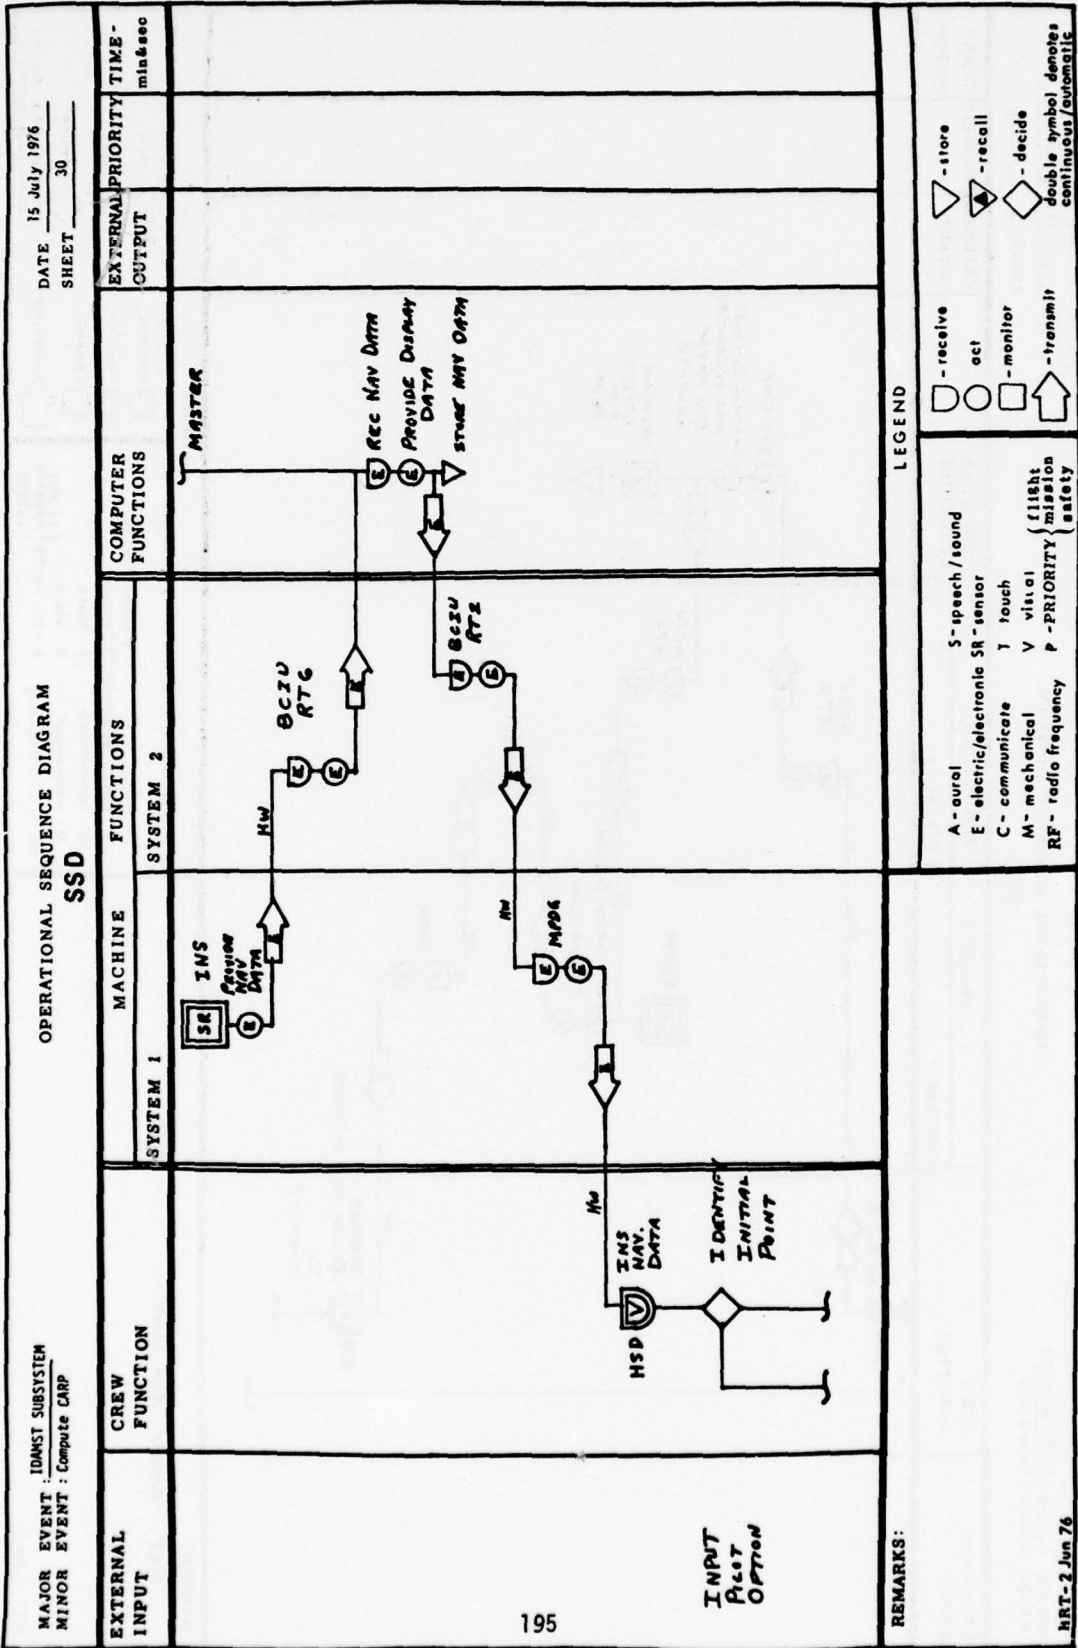 OPERATIONAL SEQUENCE DIAGRAM
SSD
MAJOR EVENT : IDAMST SUBSYSTEM
MINOR EVENT : Compute CARP
DATE 15 July 1976
SHEET 30
EXTERNAL INPUT
CREW FUNCTION
MACHINE FUNCTIONS
SYSTEM 1
SYSTEM 2
COMPUTER FUNCTIONS
EXTERNAL OUTPUT
PRIORITY
TIME-
min&sec
MASTER
SR
INS
PROVIDE
NAV
DATA
E
E
HW
BCIU
RT6
E
E
E
E
REC NAV DATA
E
PROVIDE DISPLAY
DATA
STORE NAV DATA
E
BCIU
RT2
E
E
E
HW
MPDG
E
E
E
HW
INS
NAV.
DATA
HSD
V
IDENTIFY
INITIAL
POINT
INPUT
PILOT
OPTION
REMARKS:
LEGEND
A - aural
S - speech / sound
E - electric/electronic
SR - sensor
C - communicate
T touch
M - mechanical
V visual
RF - radio frequency
P - PRIORITY { flight
mission
safety
- receive
act
- monitor
- transmit
- store
- recall
- decide
double symbol denotes
continuous/automatic
HRT-2 Jun 76
195